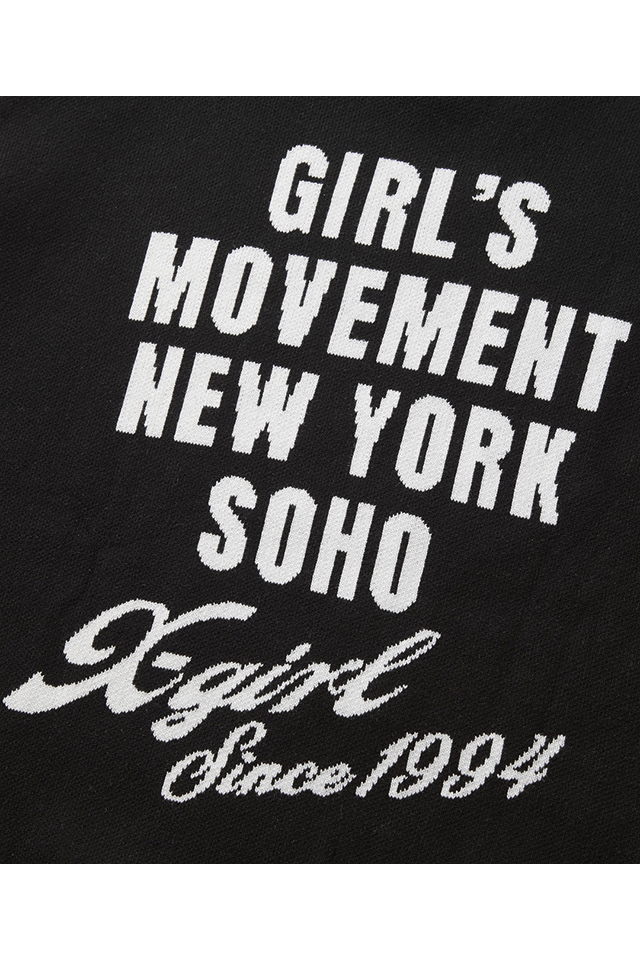 GIRL'S
MOVEMENT
NEW YORK
SOHO
X-girl
Since 1994